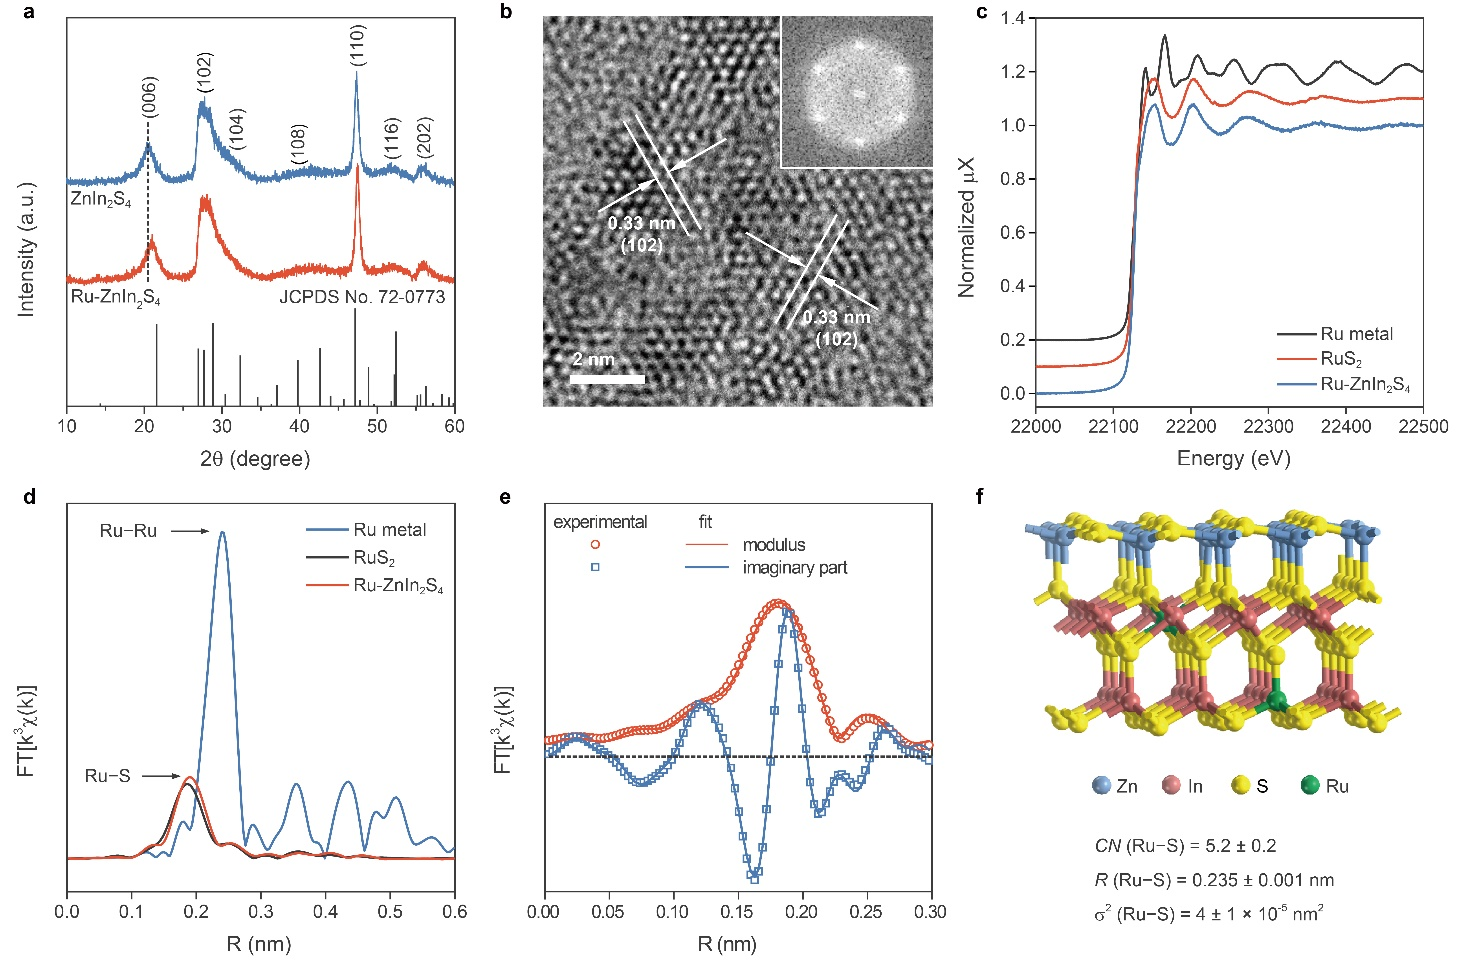 a
(006)
(102)
(104)
(108)
(110)
(116)
(202)
ZnIn₂S₄
Ru-ZnIn₂S₄
JCPDS No. 72-0773
Intensity (a.u.)
10 20 30 40 50 60
2θ (degree)
b
0.33 nm
(102)
0.33 nm
(102)
2 nm
c
1.4
1.2
1.0
0.8
0.6
0.4
0.2
0.0
Normalized μX
Ru metal
RuS₂
Ru-ZnIn₂S₄
22000 22100 22200 22300 22400 22500
Energy (eV)
d
Ru−Ru
Ru−S
Ru metal
RuS₂
Ru-ZnIn₂S₄
FT[k³χ(k)]
0.0 0.1 0.2 0.3 0.4 0.5 0.6
R (nm)
e
experimental fit
modulus
imaginary part
FT[k³χ(k)]
0.00 0.05 0.10 0.15 0.20 0.25 0.30
R (nm)
f
Zn In S Ru
CN (Ru−S) = 5.2 ± 0.2
R (Ru−S) = 0.235 ± 0.001 nm
σ² (Ru−S) = 4 ± 1 × 10⁻⁵ nm²